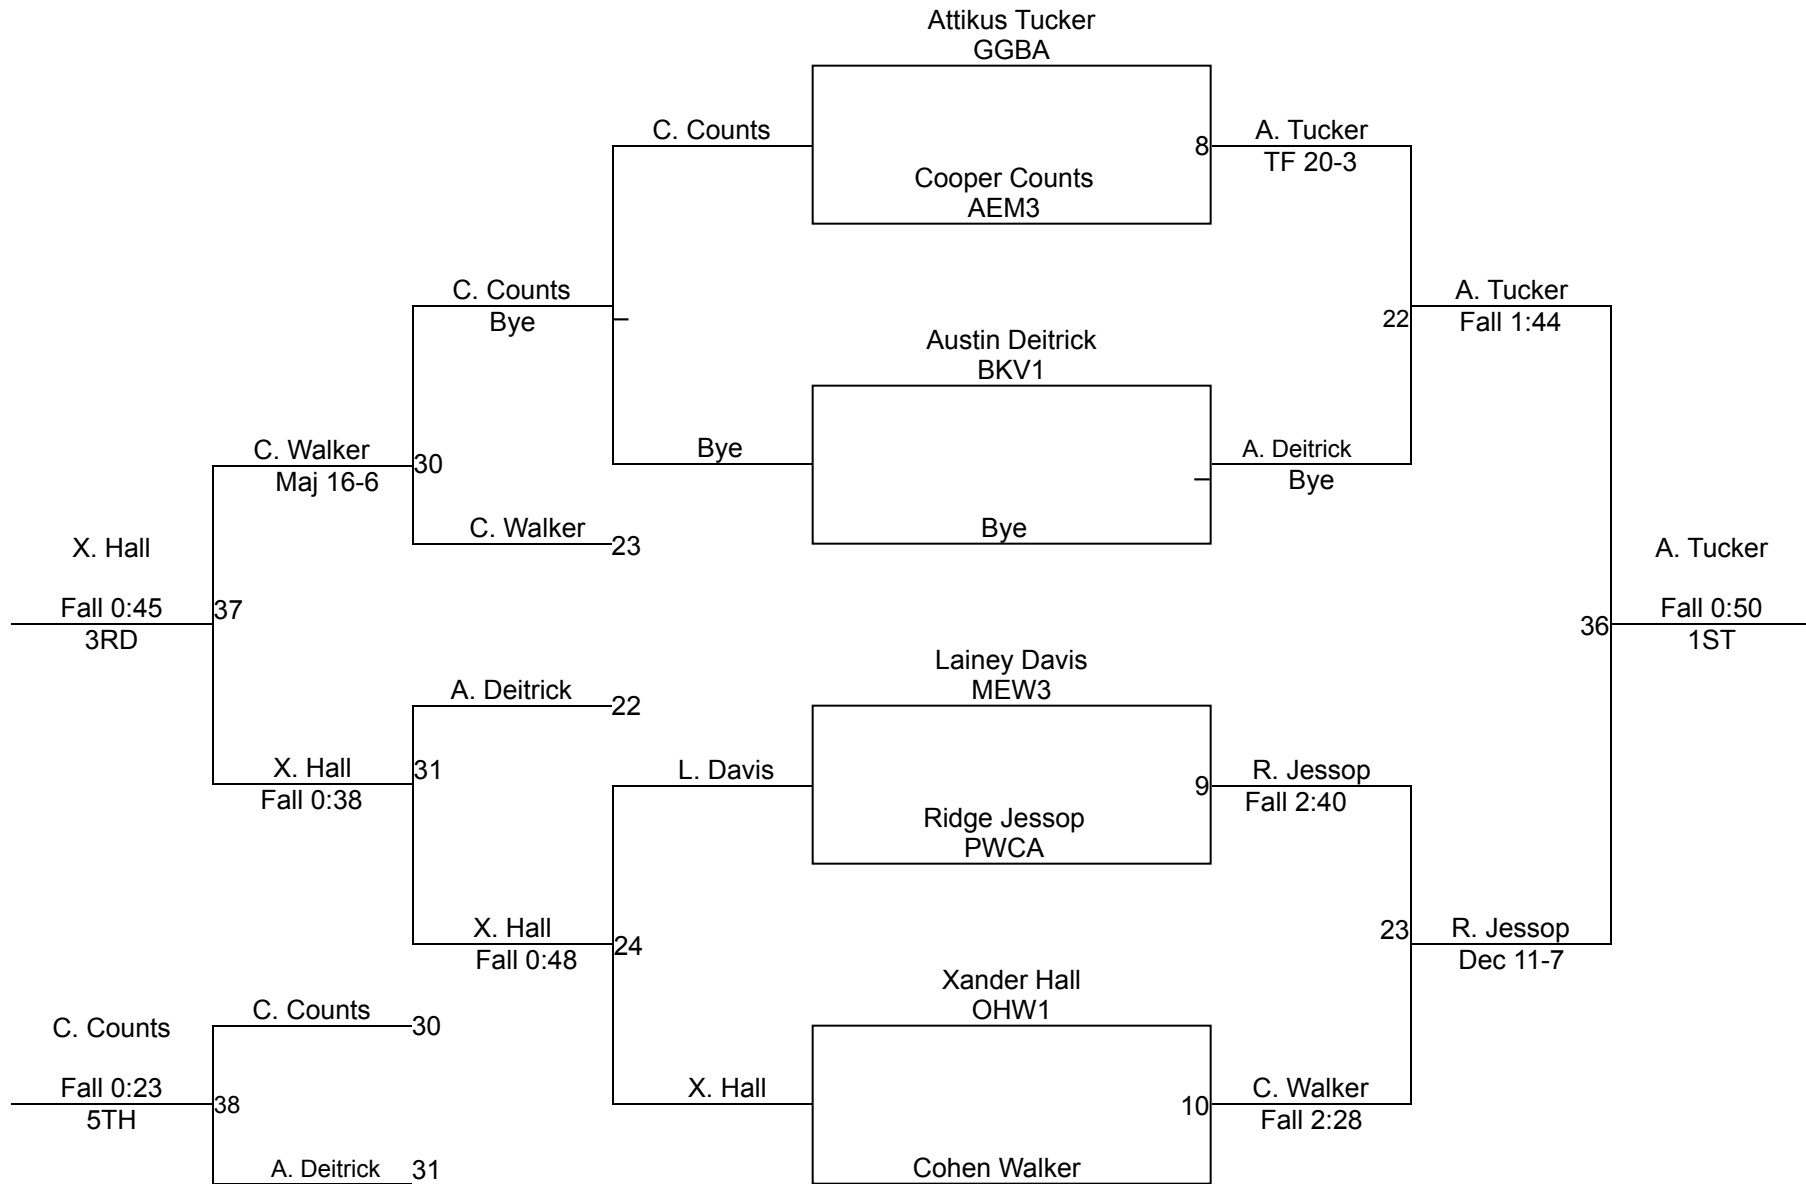 Attikus Tucker
GGBA
C. Counts
8
A. Tucker
TF 20-3
Cooper Counts
AEM3
C. Counts
Bye
A. Tucker
Fall 1:44
22
Austin Deitrick
BKV1
C. Walker
Maj 16-6
30
Bye
A. Deitrick
Bye
C. Walker
23
Bye
X. Hall
Fall 0:45
3RD
37
A. Tucker
Fall 0:50
1ST
36
Lainey Davis
MEW3
A. Deitrick
22
X. Hall
Fall 0:38
31
L. Davis
9
R. Jessop
Fall 2:40
Ridge Jessop
PWCA
X. Hall
Fall 0:48
24
23
R. Jessop
Dec 11-7
Xander Hall
OHW1
C. Counts
30
C. Counts
Fall 0:23
5TH
38
X. Hall
10
C. Walker
Fall 2:28
A. Deitrick
31
Cohen Walker